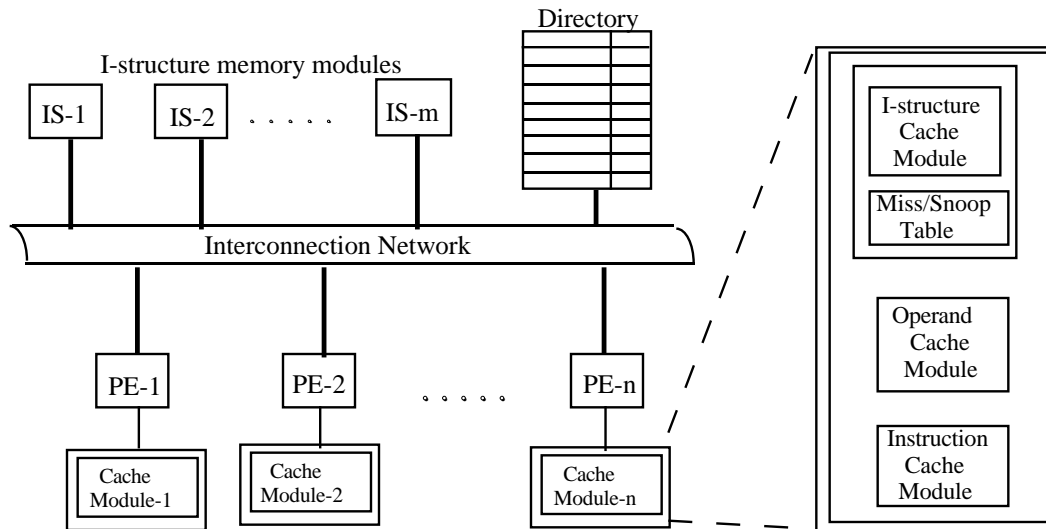 Directory
I-structure memory modules
IS-1
IS-2
IS-m
Interconnection Network
PE-1
PE-2
PE-n
Cache
Module-1
Cache
Module-2
Cache
Module-n
I-structure
Cache
Module
Miss/Snoop
Table
Operand
Cache
Module
Instruction
Cache
Module